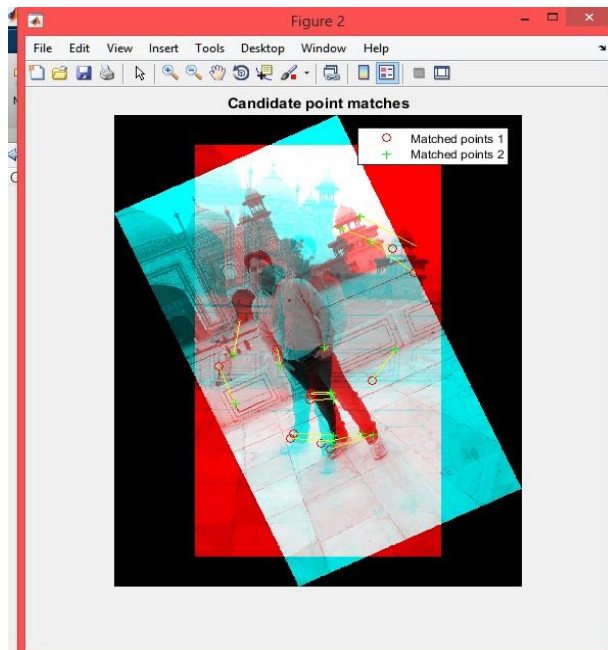 Figure 2
File Edit View Insert Tools Desktop Window Help
Candidate point matches
Matched points 1
Matched points 2